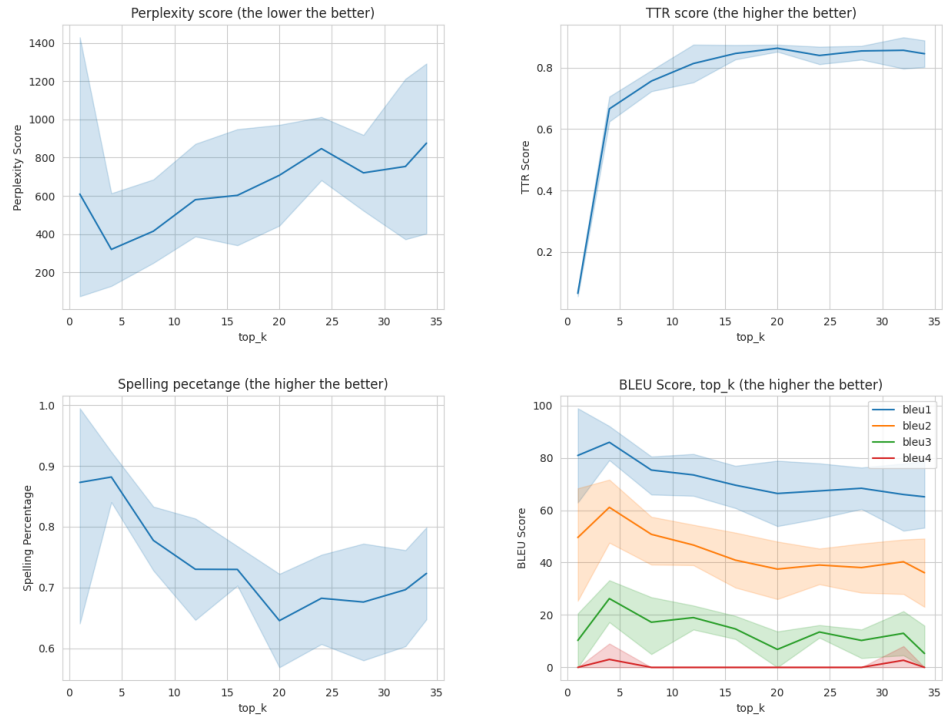 Perplexity score (the lower the better)
1400
1200
1000
800
600
400
200
Perplexity Score
0 5 10 15 20 25 30 35
top_k
TTR score (the higher the better)
0.8
0.6
0.4
0.2
TTR Score
0 5 10 15 20 25 30 35
top_k
Spelling pecetange (the higher the better)
1.0
0.9
0.8
0.7
0.6
Spelling Percentage
0 5 10 15 20 25 30 35
top_k
BLEU Score, top_k (the higher the better)
100
80
60
40
20
0
BLEU Score
bleu1
bleu2
bleu3
bleu4
0 5 10 15 20 25 30 35
top_k